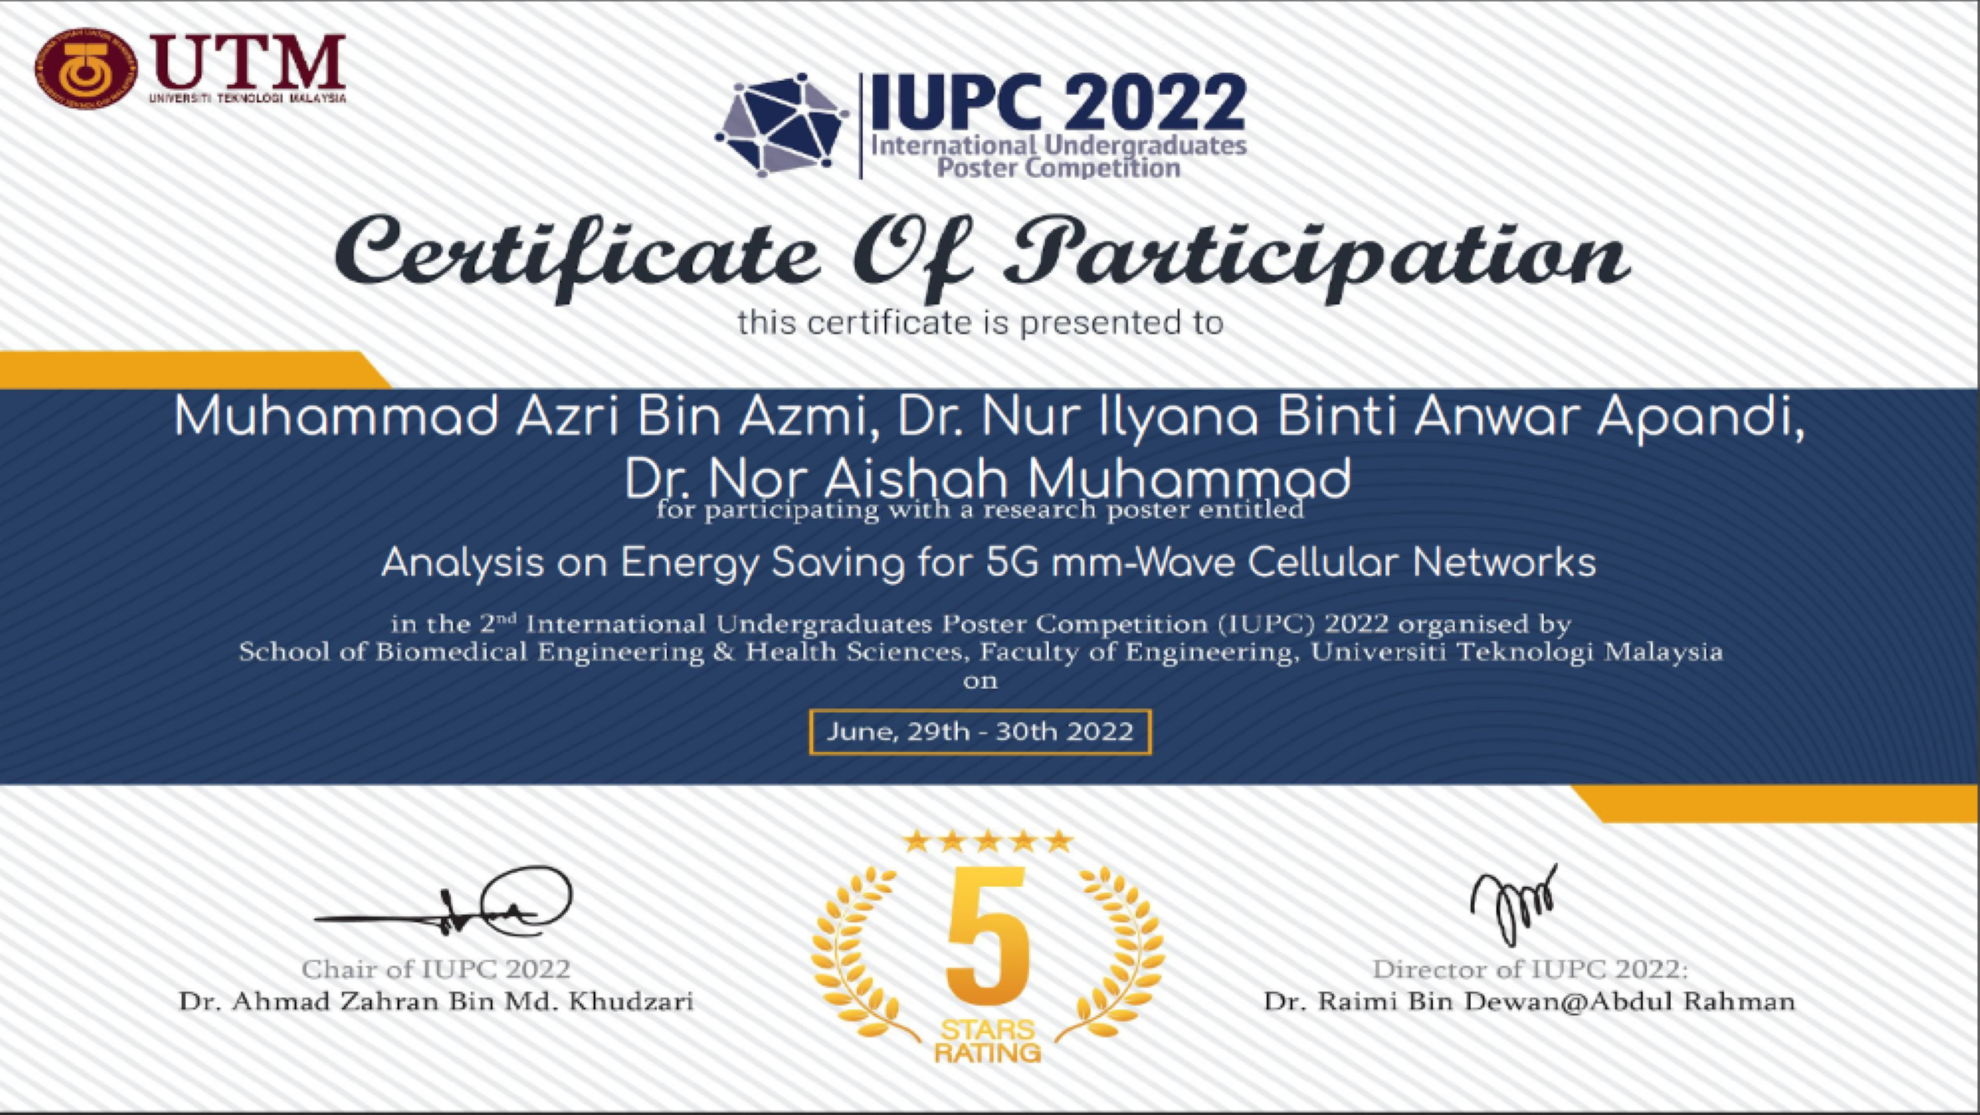 UTM
UNIVERSITI TEKNOLOGI MALAYSIA
IUPC 2022
International Undergraduates
Poster Competition
Certificate Of Participation
this certificate is presented to
Muhammad Azri Bin Azmi, Dr. Nur Ilyana Binti Anwar Apandi,
Dr. Nor Aishah Muhammad
for participating with a research poster entitled
Analysis on Energy Saving for 5G mm-Wave Cellular Networks
in the 2nd International Undergraduates Poster Competition (IUPC) 2022 organised by
School of Biomedical Engineering & Health Sciences, Faculty of Engineering, Universiti Teknologi Malaysia
on
June, 29th - 30th 2022
Chair of IUPC 2022
Dr. Ahmad Zahran Bin Md. Khudzari
5
STARS
RATING
Director of IUPC 2022:
Dr. Raimi Bin Dewan@Abdul Rahman